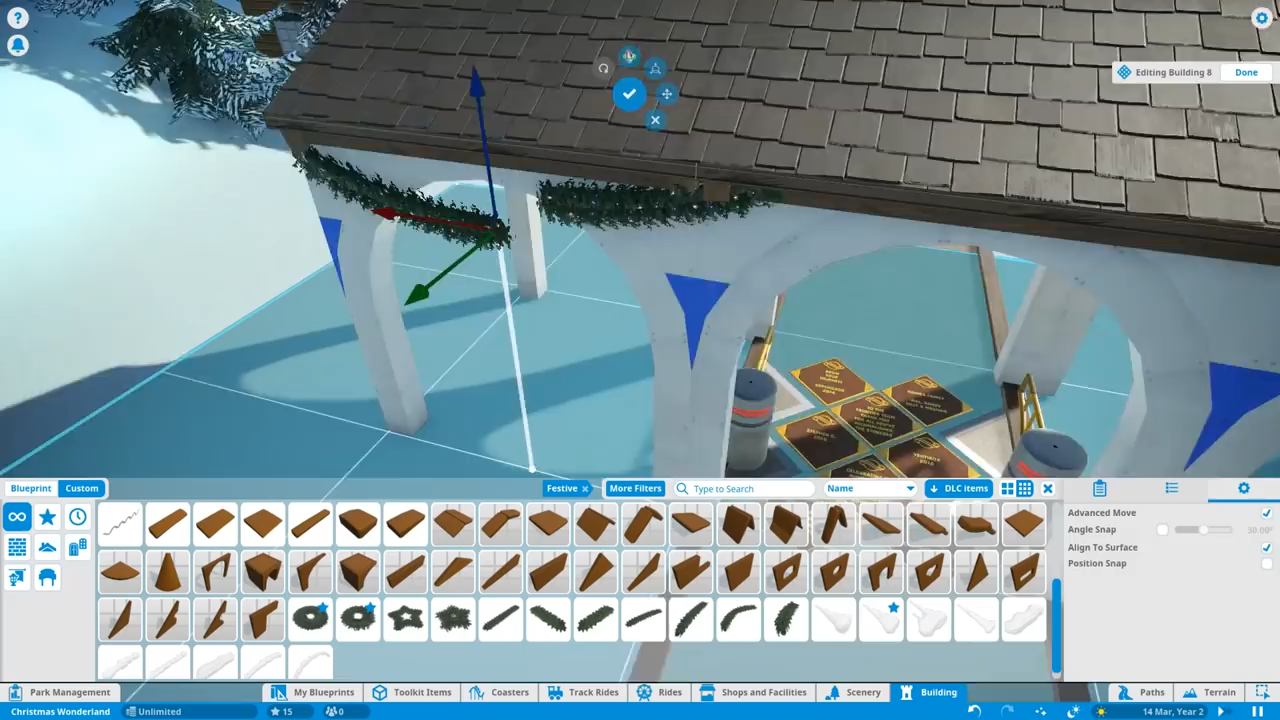 Editing Building 8
Done
Blueprint
Custom
Festive
More Filters
Type to Search
Name
DLC items
Advanced Move
Angle Snap
30.00°
Align To Surface
Position Snap
Park Management
My Blueprints
Toolkit Items
Coasters
Track Rides
Rides
Shops and Facilities
Scenery
Building
Paths
Terrain
Christmas Wonderland
Unlimited
15
0
14 Mar, Year 2